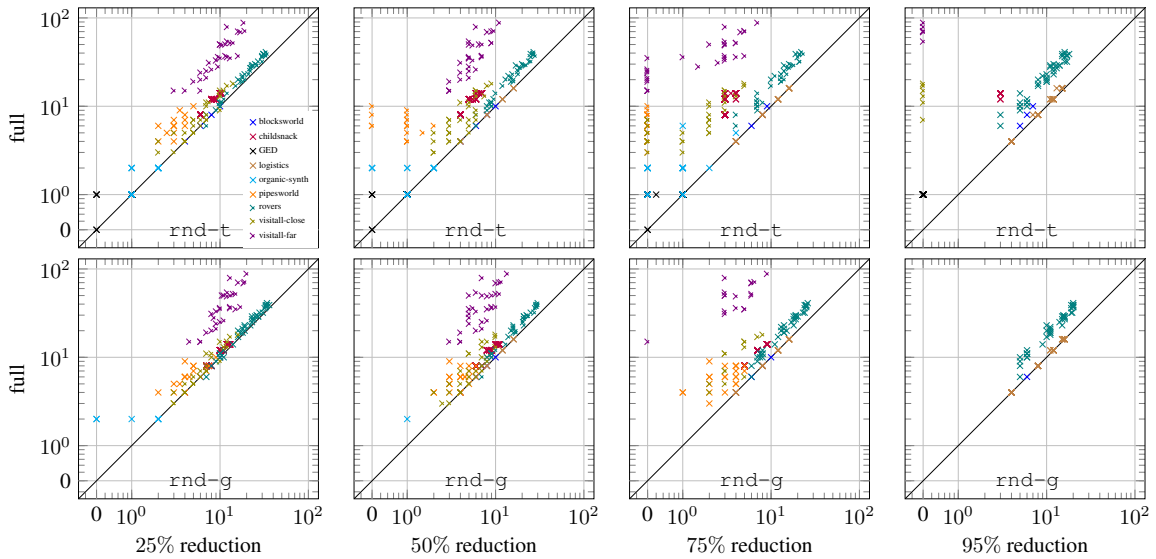 10²
10¹
full
10⁰
0
blocksworld
childsnack
GED
logistics
organic-synth
pipesworld
rovers
visitall-close
visitall-far
rnd-t
rnd-t
rnd-t
rnd-t
10²
10¹
full
10⁰
0
rnd-g
rnd-g
rnd-g
rnd-g
0 10⁰ 10¹ 10²
0 10⁰ 10¹ 10²
0 10⁰ 10¹ 10²
0 10⁰ 10¹ 10²
25% reduction
50% reduction
75% reduction
95% reduction